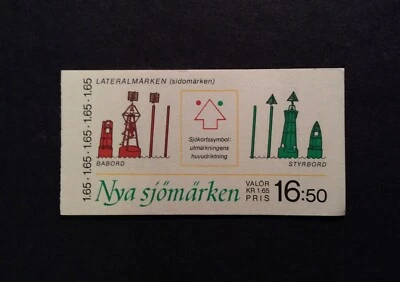 1.65 · 1.65 · 1.65 · 1.65 · 1.65
LATERALMÄRKEN (sidomärken)
Sjökortssymbol:
utmärkningens
huvudriktning
BABORD
STYRBORD
Nya sjömärken
VALÖR
KR 1.65
PRIS
16:50